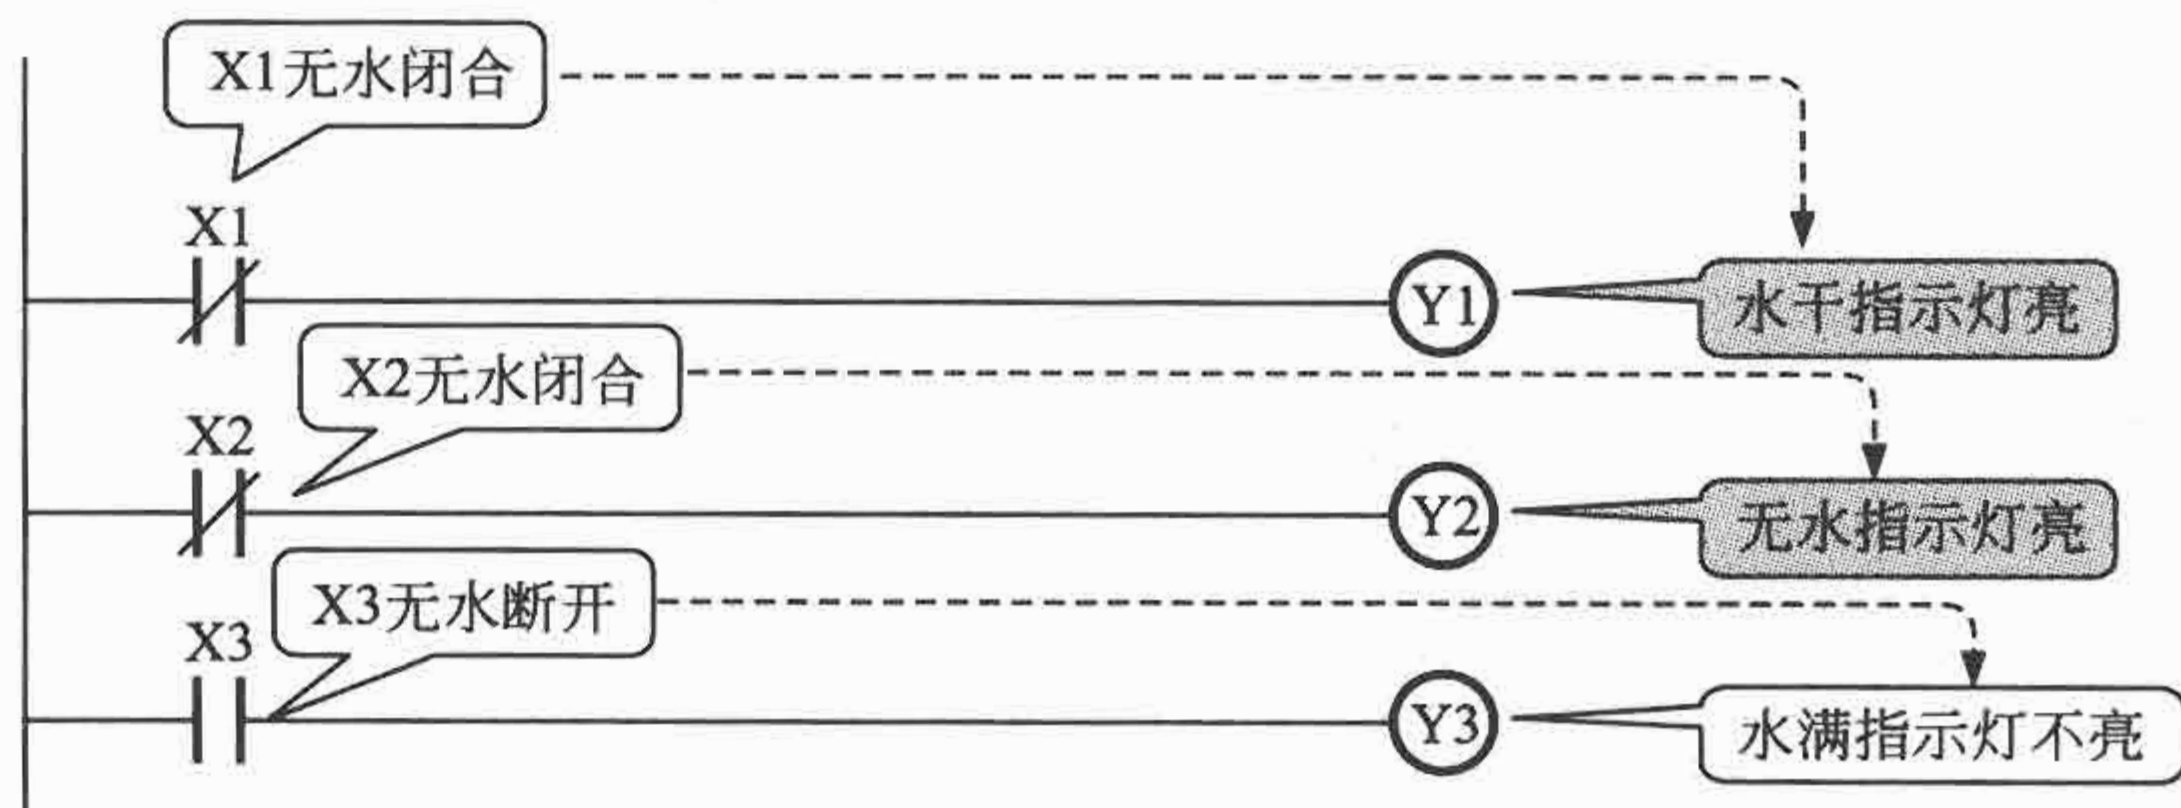 X1无水闭合
X1
Y1
水干指示灯亮
X2无水闭合
X2
Y2
无水指示灯亮
X3无水断开
X3
Y3
水满指示灯不亮